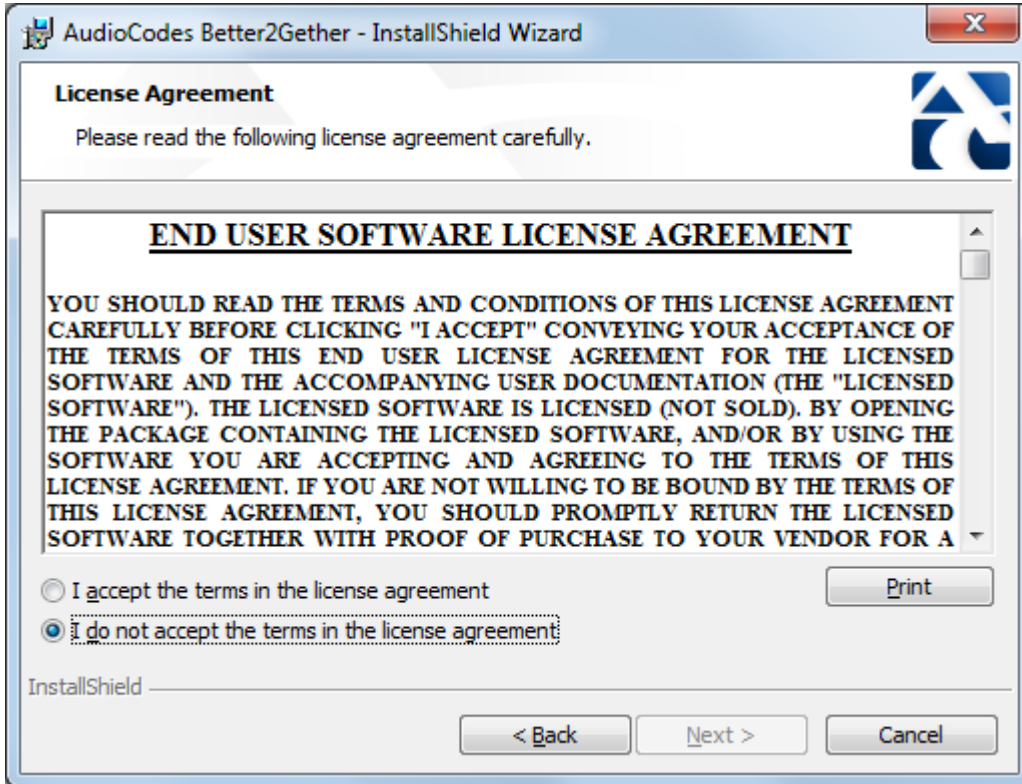 AudioCodes Better2Gether - InstallShield Wizard
License Agreement
Please read the following license agreement carefully.
END USER SOFTWARE LICENSE AGREEMENT
YOU SHOULD READ THE TERMS AND CONDITIONS OF THIS LICENSE AGREEMENT
CAREFULLY BEFORE CLICKING "I ACCEPT" CONVEYING YOUR ACCEPTANCE OF
THE TERMS OF THIS END USER LICENSE AGREEMENT FOR THE LICENSED
SOFTWARE AND THE ACCOMPANYING USER DOCUMENTATION (THE "LICENSED
SOFTWARE"). THE LICENSED SOFTWARE IS LICENSED (NOT SOLD). BY OPENING
THE PACKAGE CONTAINING THE LICENSED SOFTWARE, AND/OR BY USING THE
SOFTWARE YOU ARE ACCEPTING AND AGREEING TO THE TERMS OF THIS
LICENSE AGREEMENT. IF YOU ARE NOT WILLING TO BE BOUND BY THE TERMS OF
THIS LICENSE AGREEMENT, YOU SHOULD PROMPTLY RETURN THE LICENSED
SOFTWARE TOGETHER WITH PROOF OF PURCHASE TO YOUR VENDOR FOR A
I accept the terms in the license agreement
Print
I do not accept the terms in the license agreement
InstallShield
< Back Next > Cancel